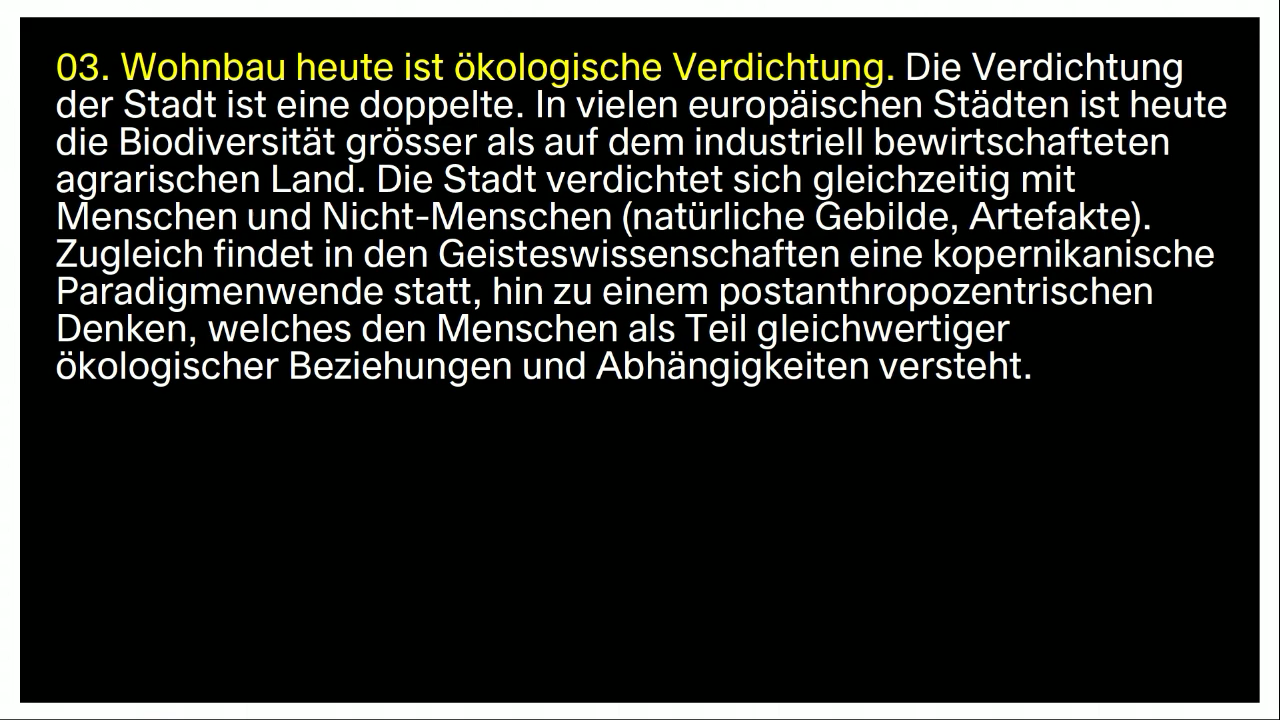 03. Wohnbau heute ist ökologische Verdichtung. Die Verdichtung
der Stadt ist eine doppelte. In vielen europäischen Städten ist heute
die Biodiversität grösser als auf dem industriell bewirtschafteten
agrarischen Land. Die Stadt verdichtet sich gleichzeitig mit
Menschen und Nicht-Menschen (natürliche Gebilde, Artefakte).
Zugleich findet in den Geisteswissenschaften eine kopernikanische
Paradigmenwende statt, hin zu einem postanthropozentrischen
Denken, welches den Menschen als Teil gleichwertiger
ökologischer Beziehungen und Abhängigkeiten versteht.